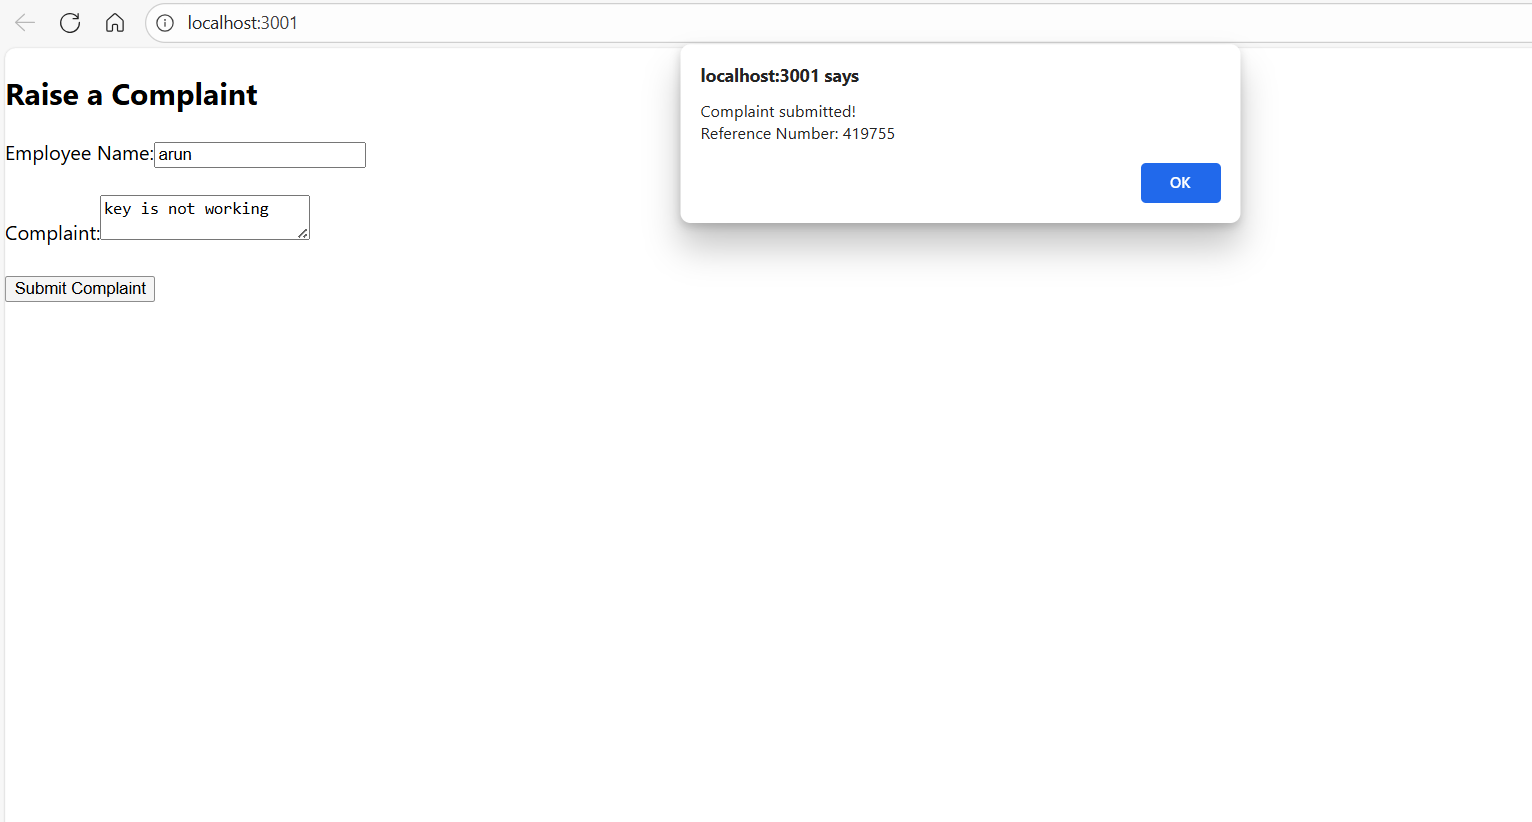 localhost:3001
localhost:3001 says
Complaint submitted!
Reference Number: 419755
OK
Raise a Complaint
Employee Name: arun
key is not working
Complaint:
Submit Complaint